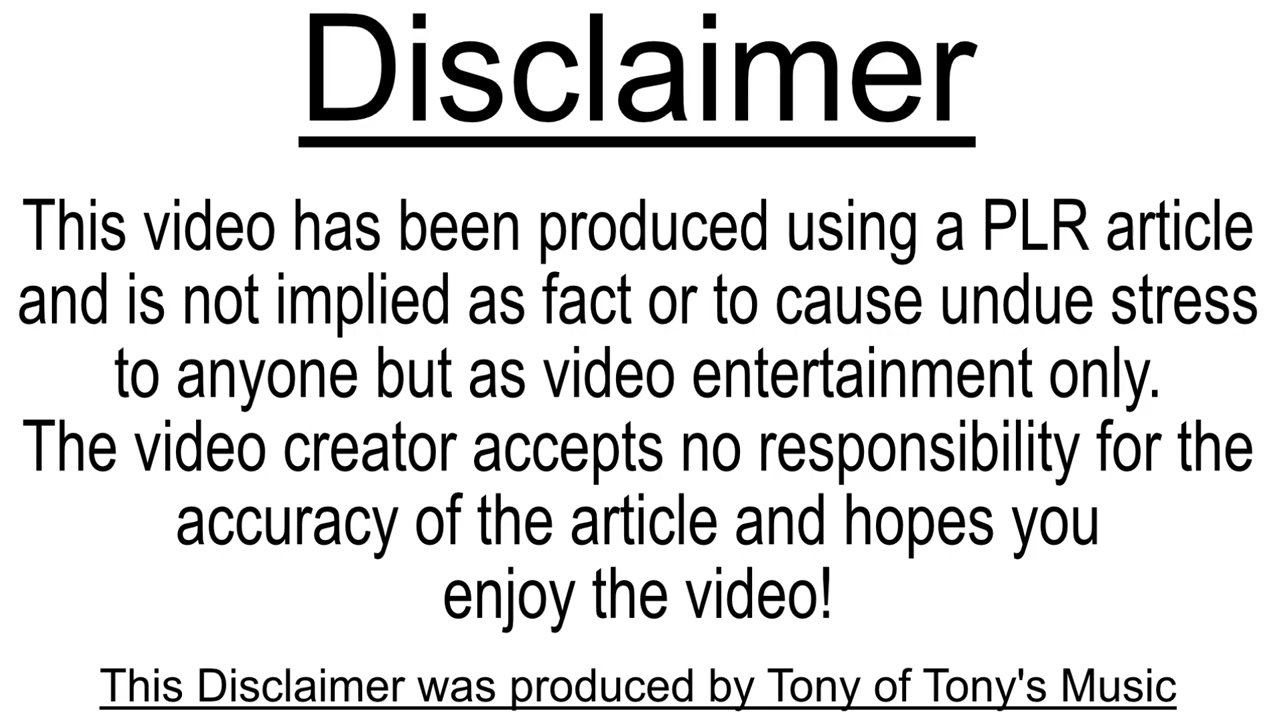 Disclaimer
This video has been produced using a PLR article
and is not implied as fact or to cause undue stress
to anyone but as video entertainment only.
The video creator accepts no responsibility for the
accuracy of the article and hopes you
enjoy the video!
This Disclaimer was produced by Tony of Tony's Music